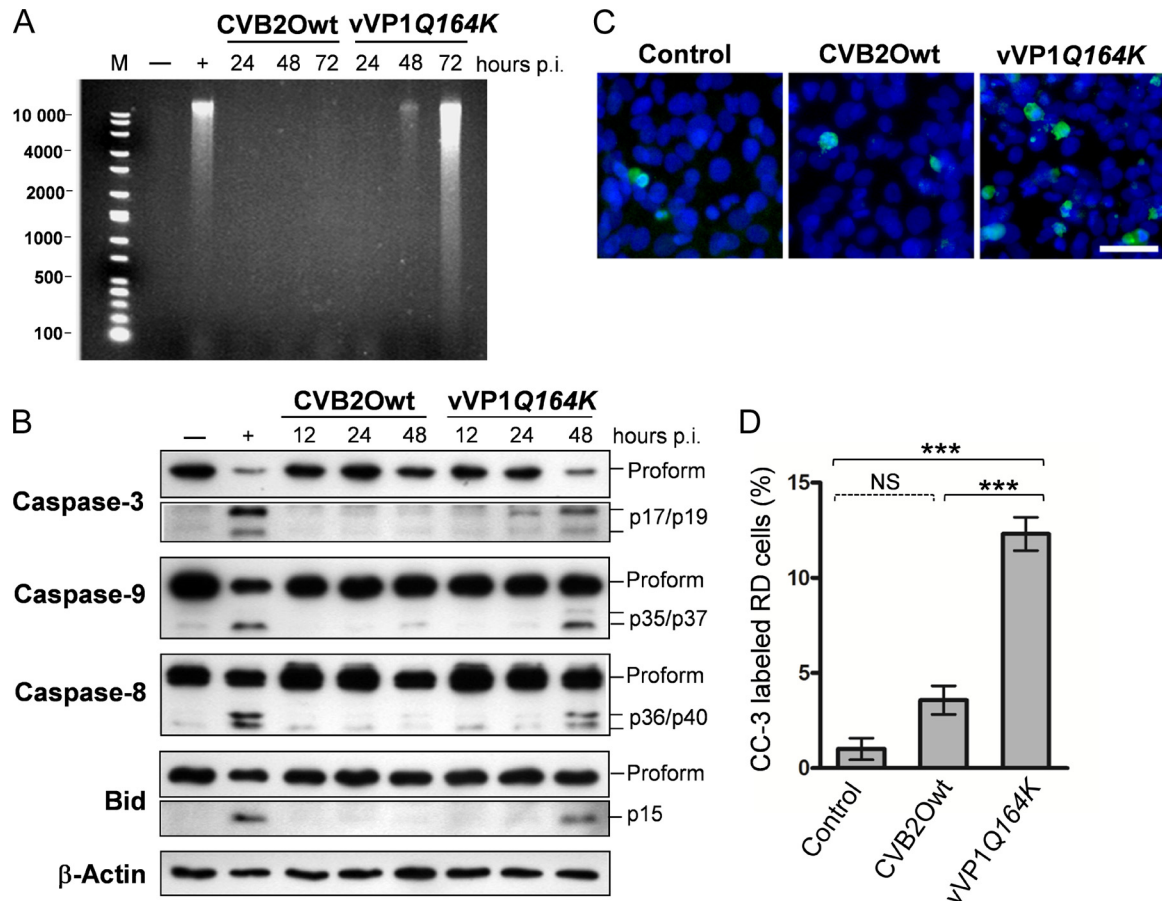 A
CVB2Owt vVP1Q164K
M — + 24 48 72 24 48 72 hours p.i.
10 000
4000
2000
1000
500
100
B
CVB2Owt vVP1Q164K
— + 12 24 48 12 24 48 hours p.i.
Caspase-3
Proform
p17/p19
Caspase-9
Proform
p35/p37
Caspase-8
Proform
p36/p40
Bid
Proform
p15
β-Actin
C
Control CVB2Owt vVP1Q164K
D
***
NS ***
CC-3 labeled RD cells (%)
15
10
5
0
Control
CVB2Owt
vVP1Q164K